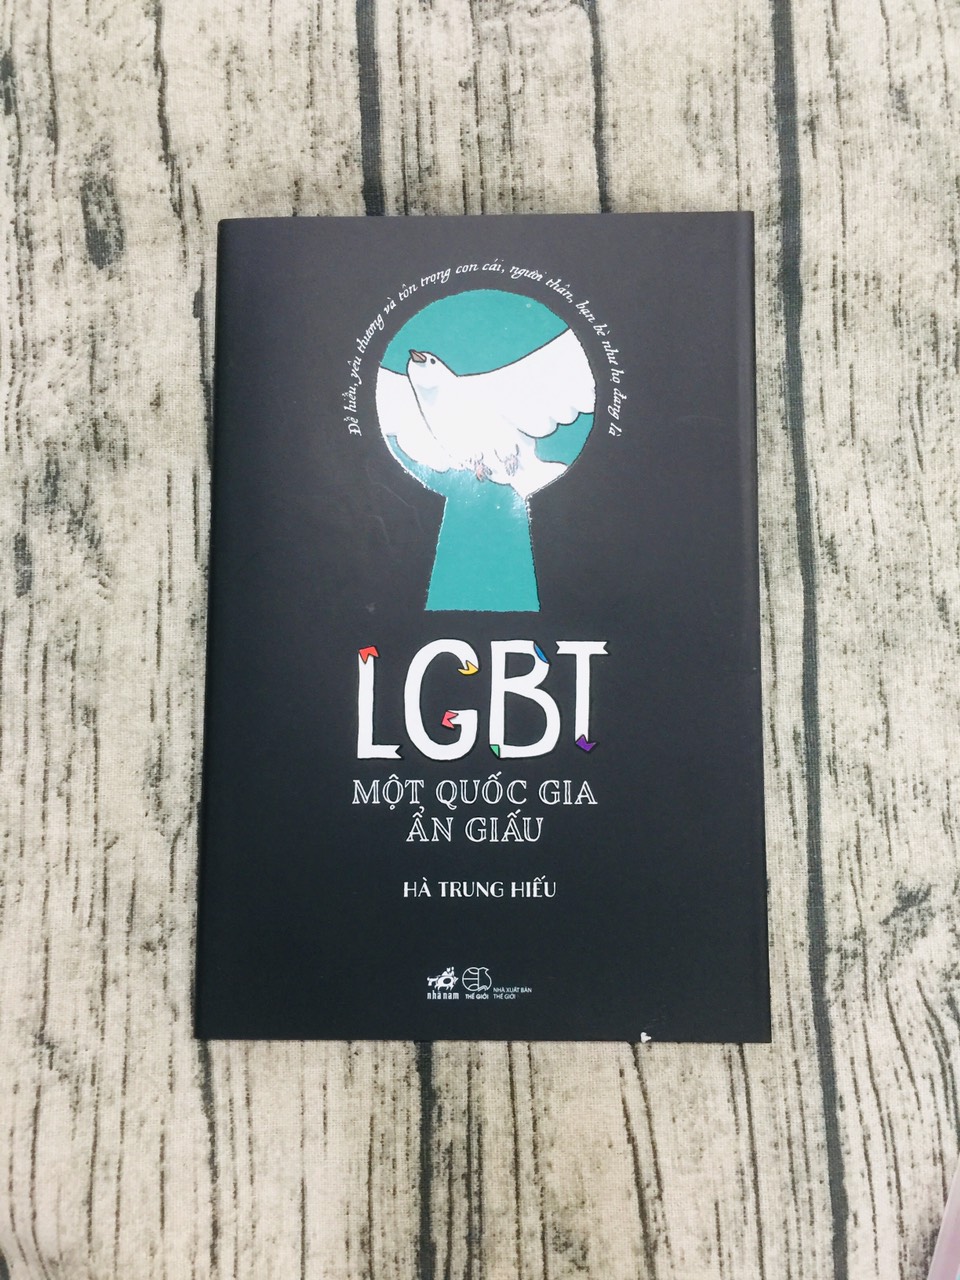 Để hiểu, yêu thương và tôn trọng con cái, người thân, bạn bè như họ đang là
LGBT
MỘT QUỐC GIA
ẨN GIẤU
HÀ TRUNG HIẾU
nhã nam
THẾ GIỚI
NHÀ XUẤT BẢN
THẾ GIỚI